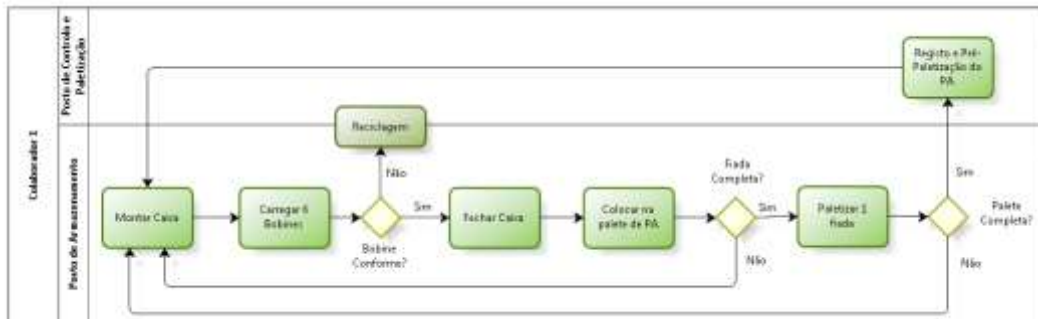 Colaborador 1
Posto de Controlo e
Paletização
Posto de Armazenamento
Registo e Pré-
Paletização do
PA
Reciclagem
Não
Montar Caixa
Carregar 6
Bobines
Sim
Bobine
Conforme?
Fechar Caixa
Colocar na
palete de PA
Fiada
Completa?
Sim
Não
Paletizar 1
fiada
Sim
Palete
Completa?
Não